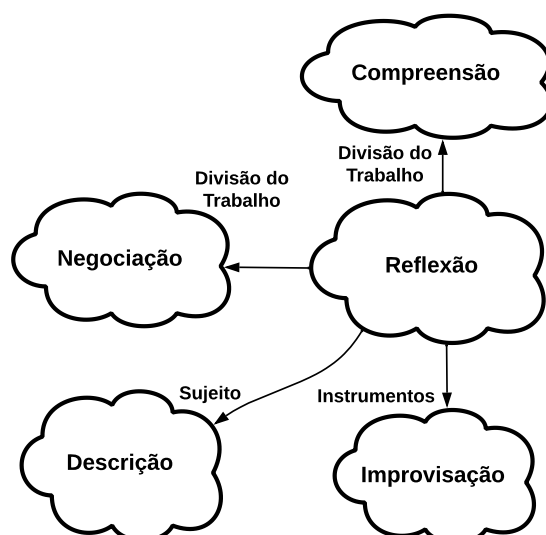 Compreensão
Divisão do
Trabalho
Divisão do
Trabalho
Negociação
Reflexão
Sujeito
Instrumentos
Descrição
Improvisação